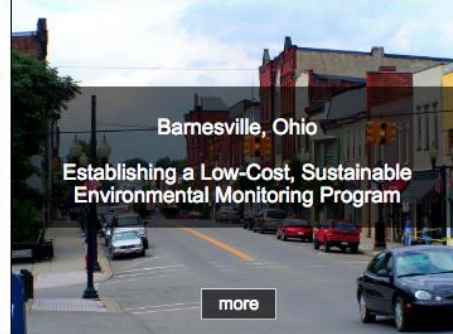 Barnesville, Ohio
Establishing a Low-Cost, Sustainable
Environmental Monitoring Program
more